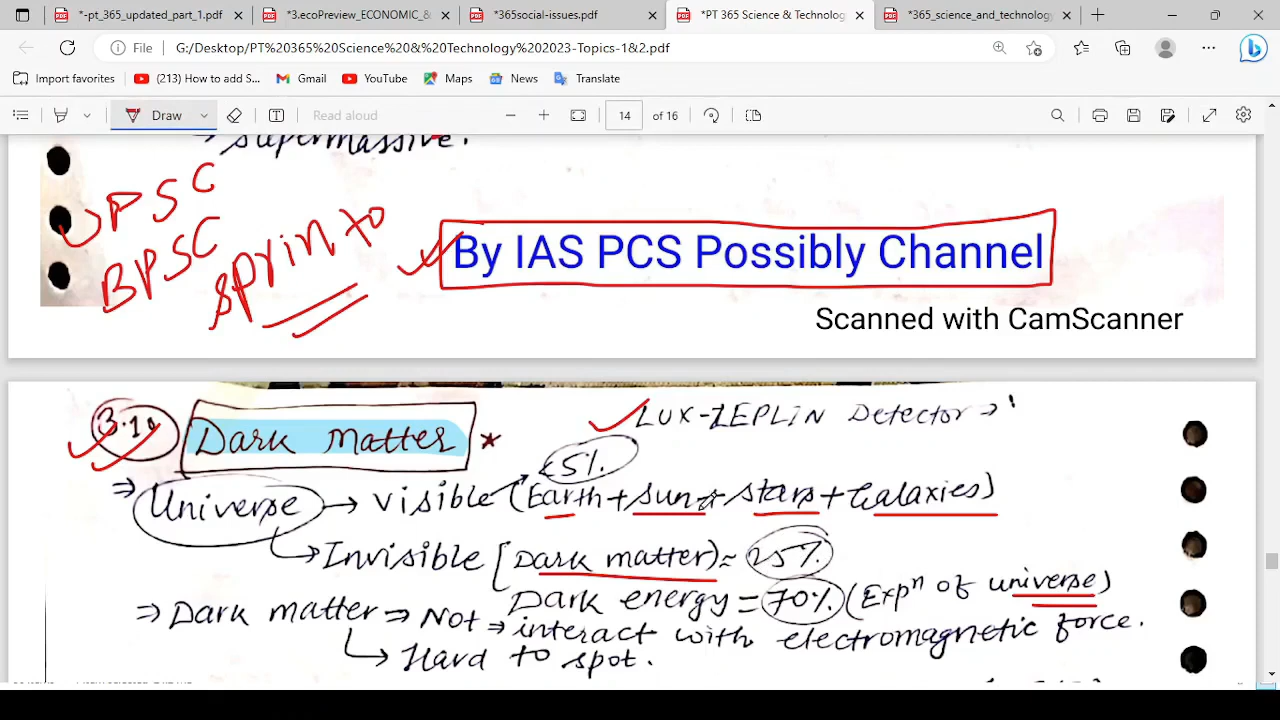 *-pt_365_updated_part_1.pdf
*3.ecoPreview_ECONOMIC_&
*365social-issues.pdf
*PT 365 Science & Technolog
*365_science_and_technology
File
G:/Desktop/PT%20365%20Science%20&%20Technology%202023-Topics-1&2.pdf
Import favorites
(213) How to add S...
Gmail
YouTube
Maps
News
Translate
Draw
Read aloud
14
of 16
→ Supermassive.
UPSC
BPSC
Sprin to
By IAS PCS Possibly Channel
Scanned with CamScanner
Dark Matter ★
LUX-ZEPLIN Detector →
<5%.
⇒ Universe → visible (Earth + Sun + stars + Galaxies)
↳ Invisible [Dark matter) ≈ 25%
Dark energy = 70% (Expⁿ of universe)
⇒ Dark matter ⇒ Not ⇒ interact with electromagnetic force.
↳ Hard to spot.